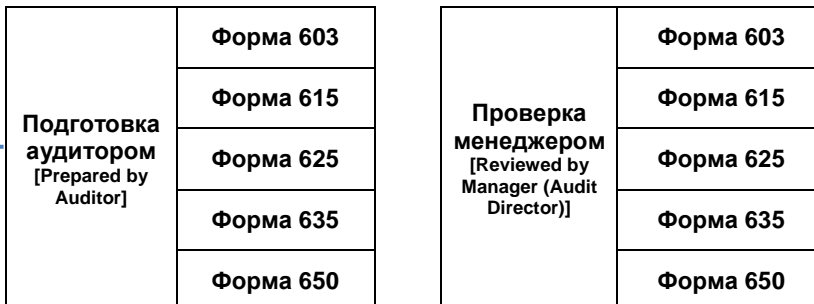 Подготовка
аудитором
[Prepared by
Auditor]
Форма 603
Форма 615
Форма 625
Форма 635
Форма 650
Проверка
менеджером
[Reviewed by
Manager (Audit
Director)]
Форма 603
Форма 615
Форма 625
Форма 635
Форма 650